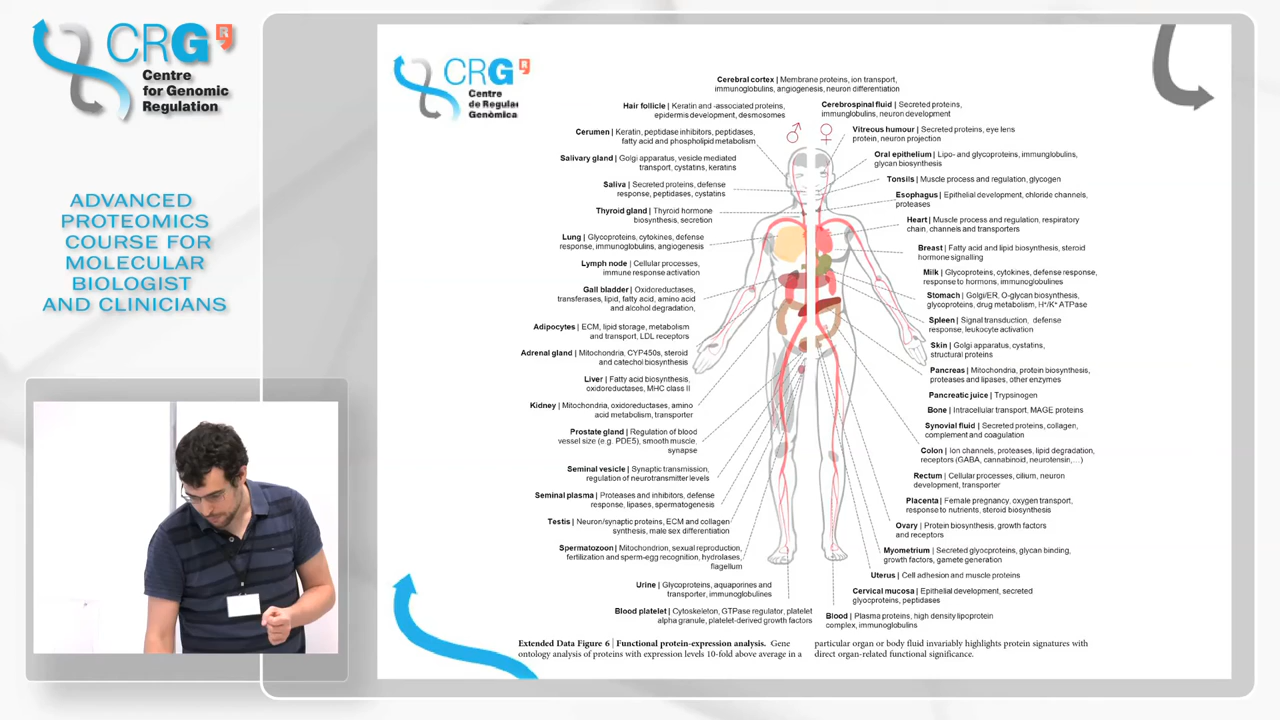 CRG
Centre
for Genomic
Regulation
ADVANCED
PROTEOMICS
COURSE FOR
MOLECULAR
BIOLOGIST
AND CLINICIANS
CRG
Centre
de Regulac
Genòmica
Cerebral cortex | Membrane proteins, ion transport,
immunoglobulins, angiogenesis, neuron differentiation
Hair follicle | Keratin and -associated proteins,
epidermis development, desmosomes
Cerumen | Keratin, peptidase inhibitors, peptidases,
fatty acid and phospholipid metabolism
Salivary gland | Golgi apparatus, vesicle mediated
transport, cystatins, keratins
Saliva | Secreted proteins, defense
response, peptidases, cystatins
Thyroid gland | Thyroid hormone
biosynthesis, secretion
Lung | Glycoproteins, cytokines, defense
response, immunoglobulins, angiogenesis
Lymph node | Cellular processes,
immune response activation
Gall bladder | Oxidoreductases,
transferases, lipid, fatty acid, amino acid
and alcohol degradation,
Adipocytes | ECM, lipid storage, metabolism
and transport, LDL receptors
Adrenal gland | Mitochondria, CYP450s, steroid
and catechol biosynthesis
Liver | Fatty acid biosynthesis,
oxidoreductases, MHC class II
Kidney | Mitochondria, oxidoreductases, amino
acid metabolism, transporter
Prostate gland | Regulation of blood
vessel size (e.g. PDE5), smooth muscle,
synapse
Seminal vesicle | Synaptic transmission,
regulation of neurotransmitter levels
Seminal plasma | Proteases and inhibitors, defense
response, lipases, spermatogenesis
Testis | Neuron/synaptic proteins, ECM and collagen
synthesis, male sex differentiation
Spermatozoon | Mitochondrion, sexual reproduction,
fertilization and sperm-egg recognition, hydrolases,
flagellum
Urine | Glycoproteins, aquaporines and
transporter, immunoglobulines
Blood platelet | Cytoskeleton, GTPase regulator, platelet
alpha granule, platelet-derived growth factors
Cerebrospinal fluid | Secreted proteins,
immunglobulins, neuron development
Vitreous humour | Secreted proteins, eye lens
protein, neuron projection
Oral epithelium | Lipo- and glycoproteins, immunglobulins,
glycan biosynthesis
Tonsils | Muscle process and regulation, glycogen
Esophagus | Epithelial development, chloride channels,
proteases
Heart | Muscle process and regulation, respiratory
chain, channels and transporters
Breast | Fatty acid and lipid biosynthesis, steroid
hormone signalling
Milk | Glycoproteins, cytokines, defense response,
response to hormones, immunoglobulines
Stomach | Golgi/ER, O-glycan biosynthesis,
glycoproteins, drug metabolism, H⁺/K⁺ ATPase
Spleen | Signal transduction, defense
response, leukocyte activation
Skin | Golgi apparatus, cystatins,
structural proteins
Pancreas | Mitochondria, protein biosynthesis,
proteases and lipases, other enzymes
Pancreatic juice | Trypsinogen
Bone | Intracellular transport, MAGE proteins
Synovial fluid | Secreted proteins, collagen,
complement and coagulation
Colon | Ion channels, proteases, lipid degradation,
receptors (GABA, cannabinoid, neurotensin,...)
Rectum | Cellular processes, cilium, neuron
development, transporter
Placenta | Female pregnancy, oxygen transport,
response to nutrients, steroid biosynthesis
Ovary | Protein biosynthesis, growth factors
and receptors
Myometrium | Secreted glycoproteins, glycan binding,
growth factors, gamete generation
Uterus | Cell adhesion and muscle proteins
Cervical mucosa | Epithelial development, secreted
glycoproteins, peptidases
Blood | Plasma proteins, high density lipoprotein
complex, immunoglobulins
Extended Data Figure 6 | Functional protein-expression analysis. Gene
ontology analysis of proteins with expression levels 10-fold above average in a
particular organ or body fluid invariably highlights protein signatures with
direct organ-related functional significance.